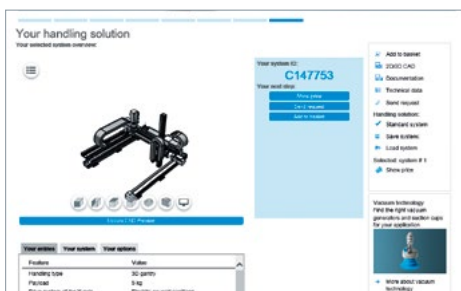 Your handling solution
Your selected system overview:
Your system ID:
C147753
Your next step:
Show price
Send request
Add to basket
Your entries
Your system
Your options
Feature
Value
Handling type
3D gantry
Payload
5 kg
Add to basket
2D/3D CAD
Documentation
Technical data
Send request
Handling solution:
Standard system
Save system
Load system
Selected: system # 1
Show price
Vacuum technology
Find the right vacuum
generators and suction cups
for your application.
More about vacuum
technology